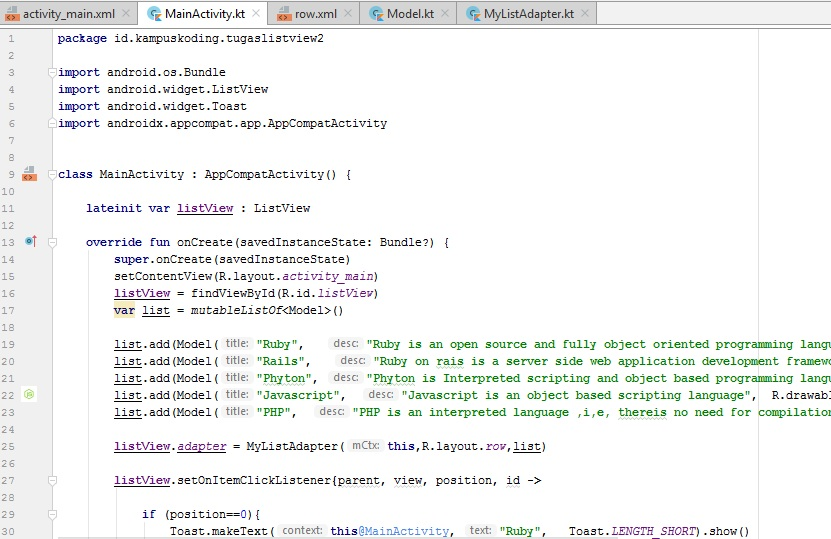 activity_main.xml MainActivity.kt row.xml Model.kt MyListAdapter.kt
1 package id.kampuskoding.tugaslistview2
2
3 import android.os.Bundle
4 import android.widget.ListView
5 import android.widget.Toast
6 import androidx.appcompat.app.AppCompatActivity
7
8
9 class MainActivity : AppCompatActivity() {
10
11 lateinit var listView : ListView
12
13 override fun onCreate(savedInstanceState: Bundle?) {
14 super.onCreate(savedInstanceState)
15 setContentView(R.layout.activity_main)
16 listView = findViewById(R.id.listView)
17 var list = mutableListOf<Model>()
18
19 list.add(Model( title: "Ruby", desc: "Ruby is an open source and fully object oriented programming langu
20 list.add(Model( title: "Rails", desc: "Ruby on rais is a server side web application development framewo
21 list.add(Model( title: "Phyton", desc: "Phyton is Interpreted scripting and object based programming langu
22 list.add(Model( title: "Javascript", desc: "Javascript is an object based scripting language", R.drawabl
23 list.add(Model( title: "PHP", desc: "PHP is an interpreted language ,i,e, thereis no need for compilation
24
25 listView.adapter = MyListAdapter( mCtx: this,R.layout.row,list)
26
27 listView.setOnItemClickListener{parent, view, position, id ->
28
29 if (position==0){
30 Toast.makeText( context: this@MainActivity, text: "Ruby", Toast.LENGTH_SHORT).show()